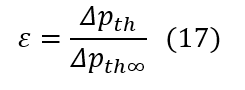 ε = Δp_th / Δp_th∞ (17)